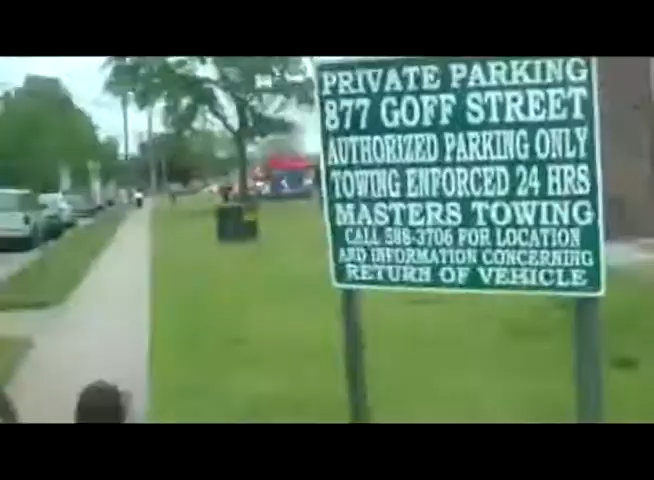 PRIVATE PARKING
877 GOFF STREET
AUTHORIZED PARKING ONLY
TOWING ENFORCED 24 HRS
MASTERS TOWING
CALL 588-3706 FOR LOCATION
AND INFORMATION CONCERNING
RETURN OF VEHICLE